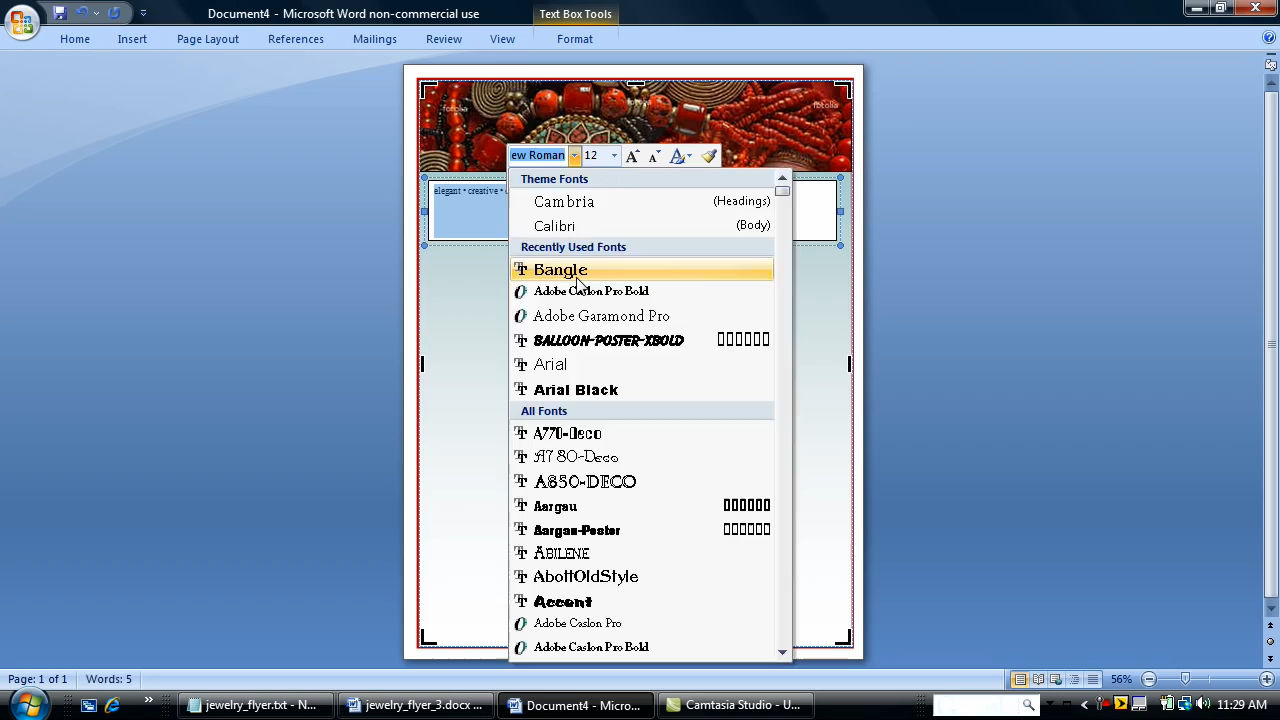 Document4 - Microsoft Word non-commercial use
Text Box Tools
Home Insert Page Layout References Mailings Review View Format
fotolia
fotolia
ew Roman 12
elegant • creative •
Theme Fonts
Cambria (Headings)
Calibri (Body)
Recently Used Fonts
Bangle
Adobe Caslon Pro Bold
Adobe Garamond Pro
BALLOON-POSTER-XBOLD
Arial
Arial Black
All Fonts
A770-Deco
A780-Deco
A850-DECO
Aargau
Aargau-Poster
ABILENE
AbottOldStyle
Accent
Adobe Caslon Pro
Adobe Caslon Pro Bold
Page: 1 of 1 Words: 5 56%
jewelry_flyer.txt - N... jewelry_flyer_3.docx ... Document4 - Micro... Camtasia Studio - U... 11:29 AM